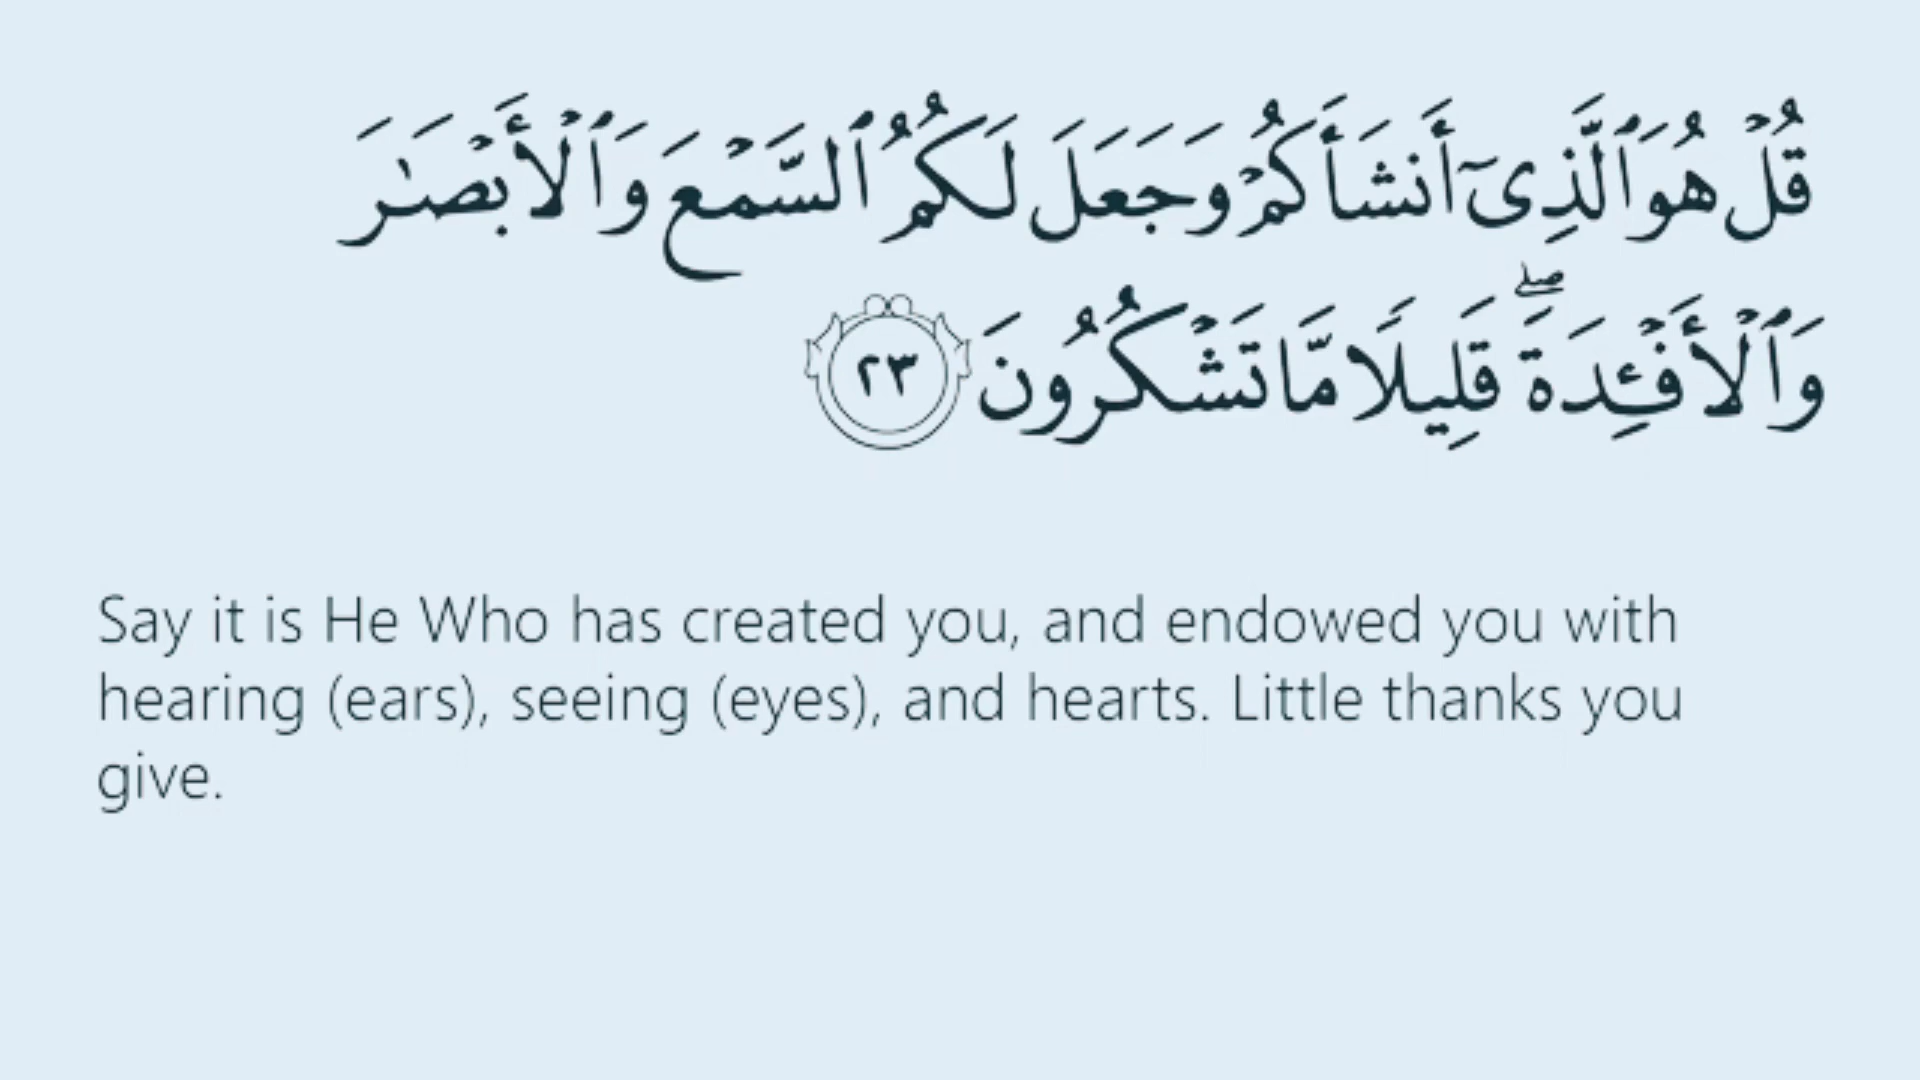 قُلۡ هُوَ ٱلَّذِىٓ أَنشَأَكُمۡ وَجَعَلَ لَكُمُ ٱلسَّمۡعَ وَٱلۡأَبۡصَـٰرَ
وَٱلۡأَفۡـِٔدَةَۖ قَلِيلًا مَّا تَشۡكُرُونَ ٢٣
Say it is He Who has created you, and endowed you with
hearing (ears), seeing (eyes), and hearts. Little thanks you
give.